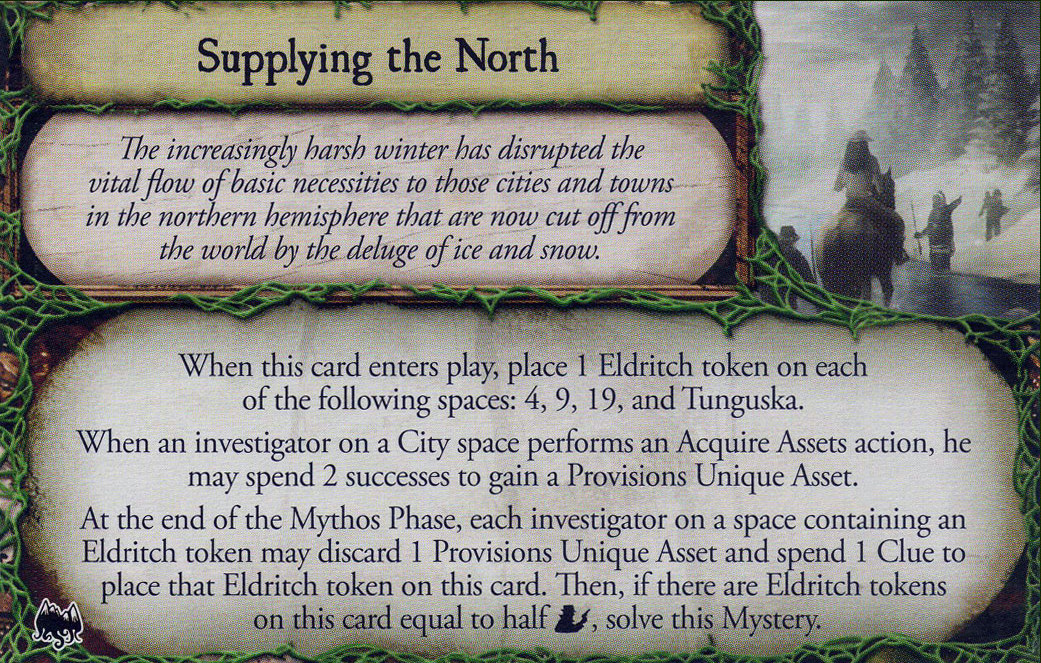 Supplying the North
The increasingly harsh winter has disrupted the
vital flow of basic necessities to those cities and towns
in the northern hemisphere that are now cut off from
the world by the deluge of ice and snow.
When this card enters play, place 1 Eldritch token on each
of the following spaces: 4, 9, 19, and Tunguska.
When an investigator on a City space performs an Acquire Assets action, he
may spend 2 successes to gain a Provisions Unique Asset.
At the end of the Mythos Phase, each investigator on a space containing an
Eldritch token may discard 1 Provisions Unique Asset and spend 1 Clue to
place that Eldritch token on this card. Then, if there are Eldritch tokens
on this card equal to half , solve this Mystery.